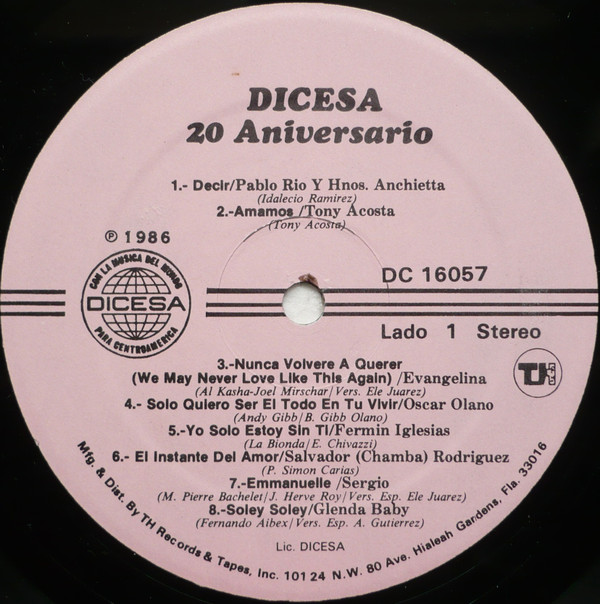 DICESA
20 Aniversario
1.- Decir/Pablo Rio Y Hnos. Anchietta
(Idalecio Ramirez)
2.-Amamos /Tony Acosta
(Tony Acosta)
℗ 1986
CON LA MUSICA DEL MUNDO
DICESA
PARA CENTROAMERICA
DC 16057
Lado 1 Stereo
TH
3.-Nunca Volvere A Querer
(We May Never Love Like This Again) /Evangelina
(Al Kasha-Joel Mirschar/Vers. Ele Juarez)
4.- Solo Quiero Ser El Todo En Tu Vivir/Oscar Olano
(Andy Gibb/B. Gibb Olano)
5.-Yo Solo Estoy Sin Ti/Fermin Iglesias
(La Bionda/E. Chivazzi)
6.- El Instante Del Amor/Salvador (Chamba) Rodriguez
(P. Simon Carias)
7.-Emmanuelle /Sergio
(M. Pierre Bachelet/J. Herve Roy/Vers. Esp. Ele Juarez)
8.-Soley Soley/Glenda Baby
(Fernando Aibex/Vers. Esp. A. Gutierrez)
Lic. DICESA
Mfg. & Dist. By TH Records & Tapes, Inc. 101 24 N.W. 80 Ave. Hialeah Gardens, Fla. 33016